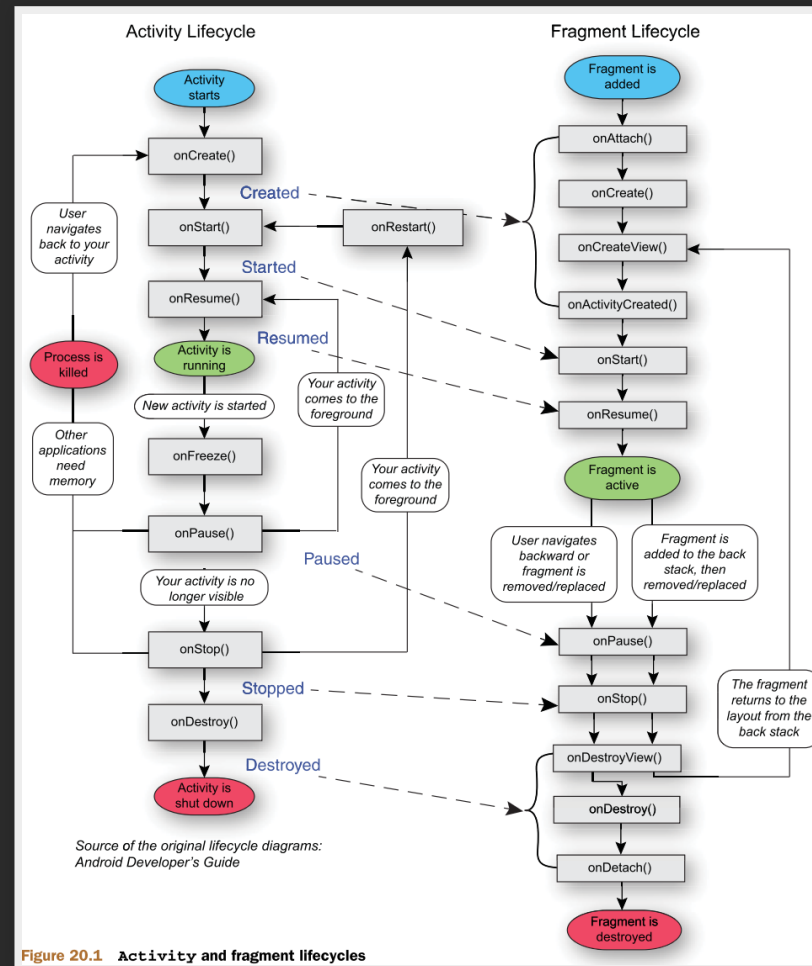 Activity Lifecycle
Activity
starts
onCreate()
Created
User
navigates
back to your
activity
onStart()
onRestart()
Started
onResume()
Resumed
Process is
killed
Activity is
running
Your activity
comes to the
foreground
New activity is started
Other
applications
need
memory
onFreeze()
Your activity
comes to the
foreground
onPause()
Paused
Your activity is no
longer visible
onStop()
Stopped
onDestroy()
Destroyed
Activity is
shut down
Source of the original lifecycle diagrams:
Android Developer's Guide
Fragment Lifecycle
Fragment is
added
onAttach()
onCreate()
onCreateView()
onActivityCreated()
onStart()
onResume()
Fragment is
active
User navigates
backward or
fragment is
removed/replaced
Fragment is
added to the back
stack, then
removed/replaced
onPause()
onStop()
The fragment
returns to the
layout from the
back stack
onDestroyView()
onDestroy()
onDetach()
Fragment is
destroyed
Figure 20.1 Activity and fragment lifecycles